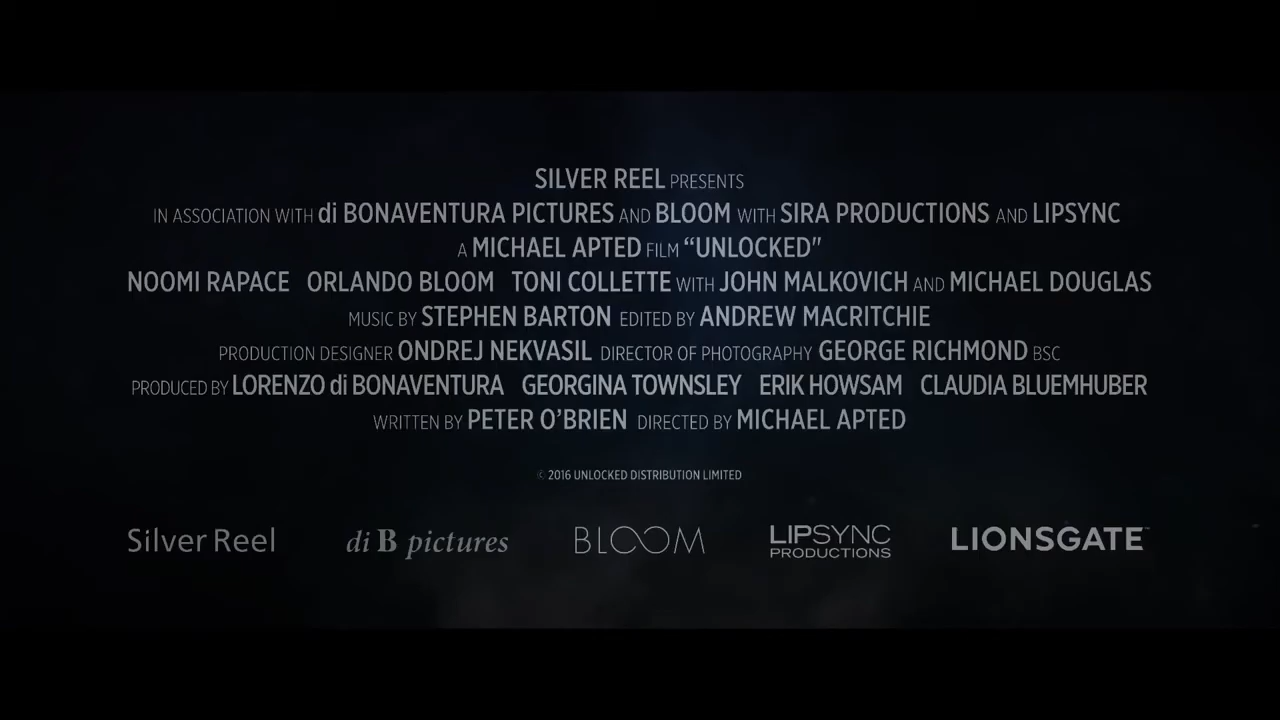 SILVER REEL PRESENTS
IN ASSOCIATION WITH di BONAVENTURA PICTURES AND BLOOM WITH SIRA PRODUCTIONS AND LIPSYNC
A MICHAEL APTED FILM “UNLOCKED"
NOOMI RAPACE ORLANDO BLOOM TONI COLLETTE WITH JOHN MALKOVICH AND MICHAEL DOUGLAS
MUSIC BY STEPHEN BARTON EDITED BY ANDREW MACRITCHIE
PRODUCTION DESIGNER ONDREJ NEKVASIL DIRECTOR OF PHOTOGRAPHY GEORGE RICHMOND BSC
PRODUCED BY LORENZO di BONAVENTURA GEORGINA TOWNSLEY ERIK HOWSAM CLAUDIA BLUEMHUBER
WRITTEN BY PETER O’BRIEN DIRECTED BY MICHAEL APTED
© 2016 UNLOCKED DISTRIBUTION LIMITED
Silver Reel di B pictures BLOOM LIPSYNC PRODUCTIONS LIONSGATE™